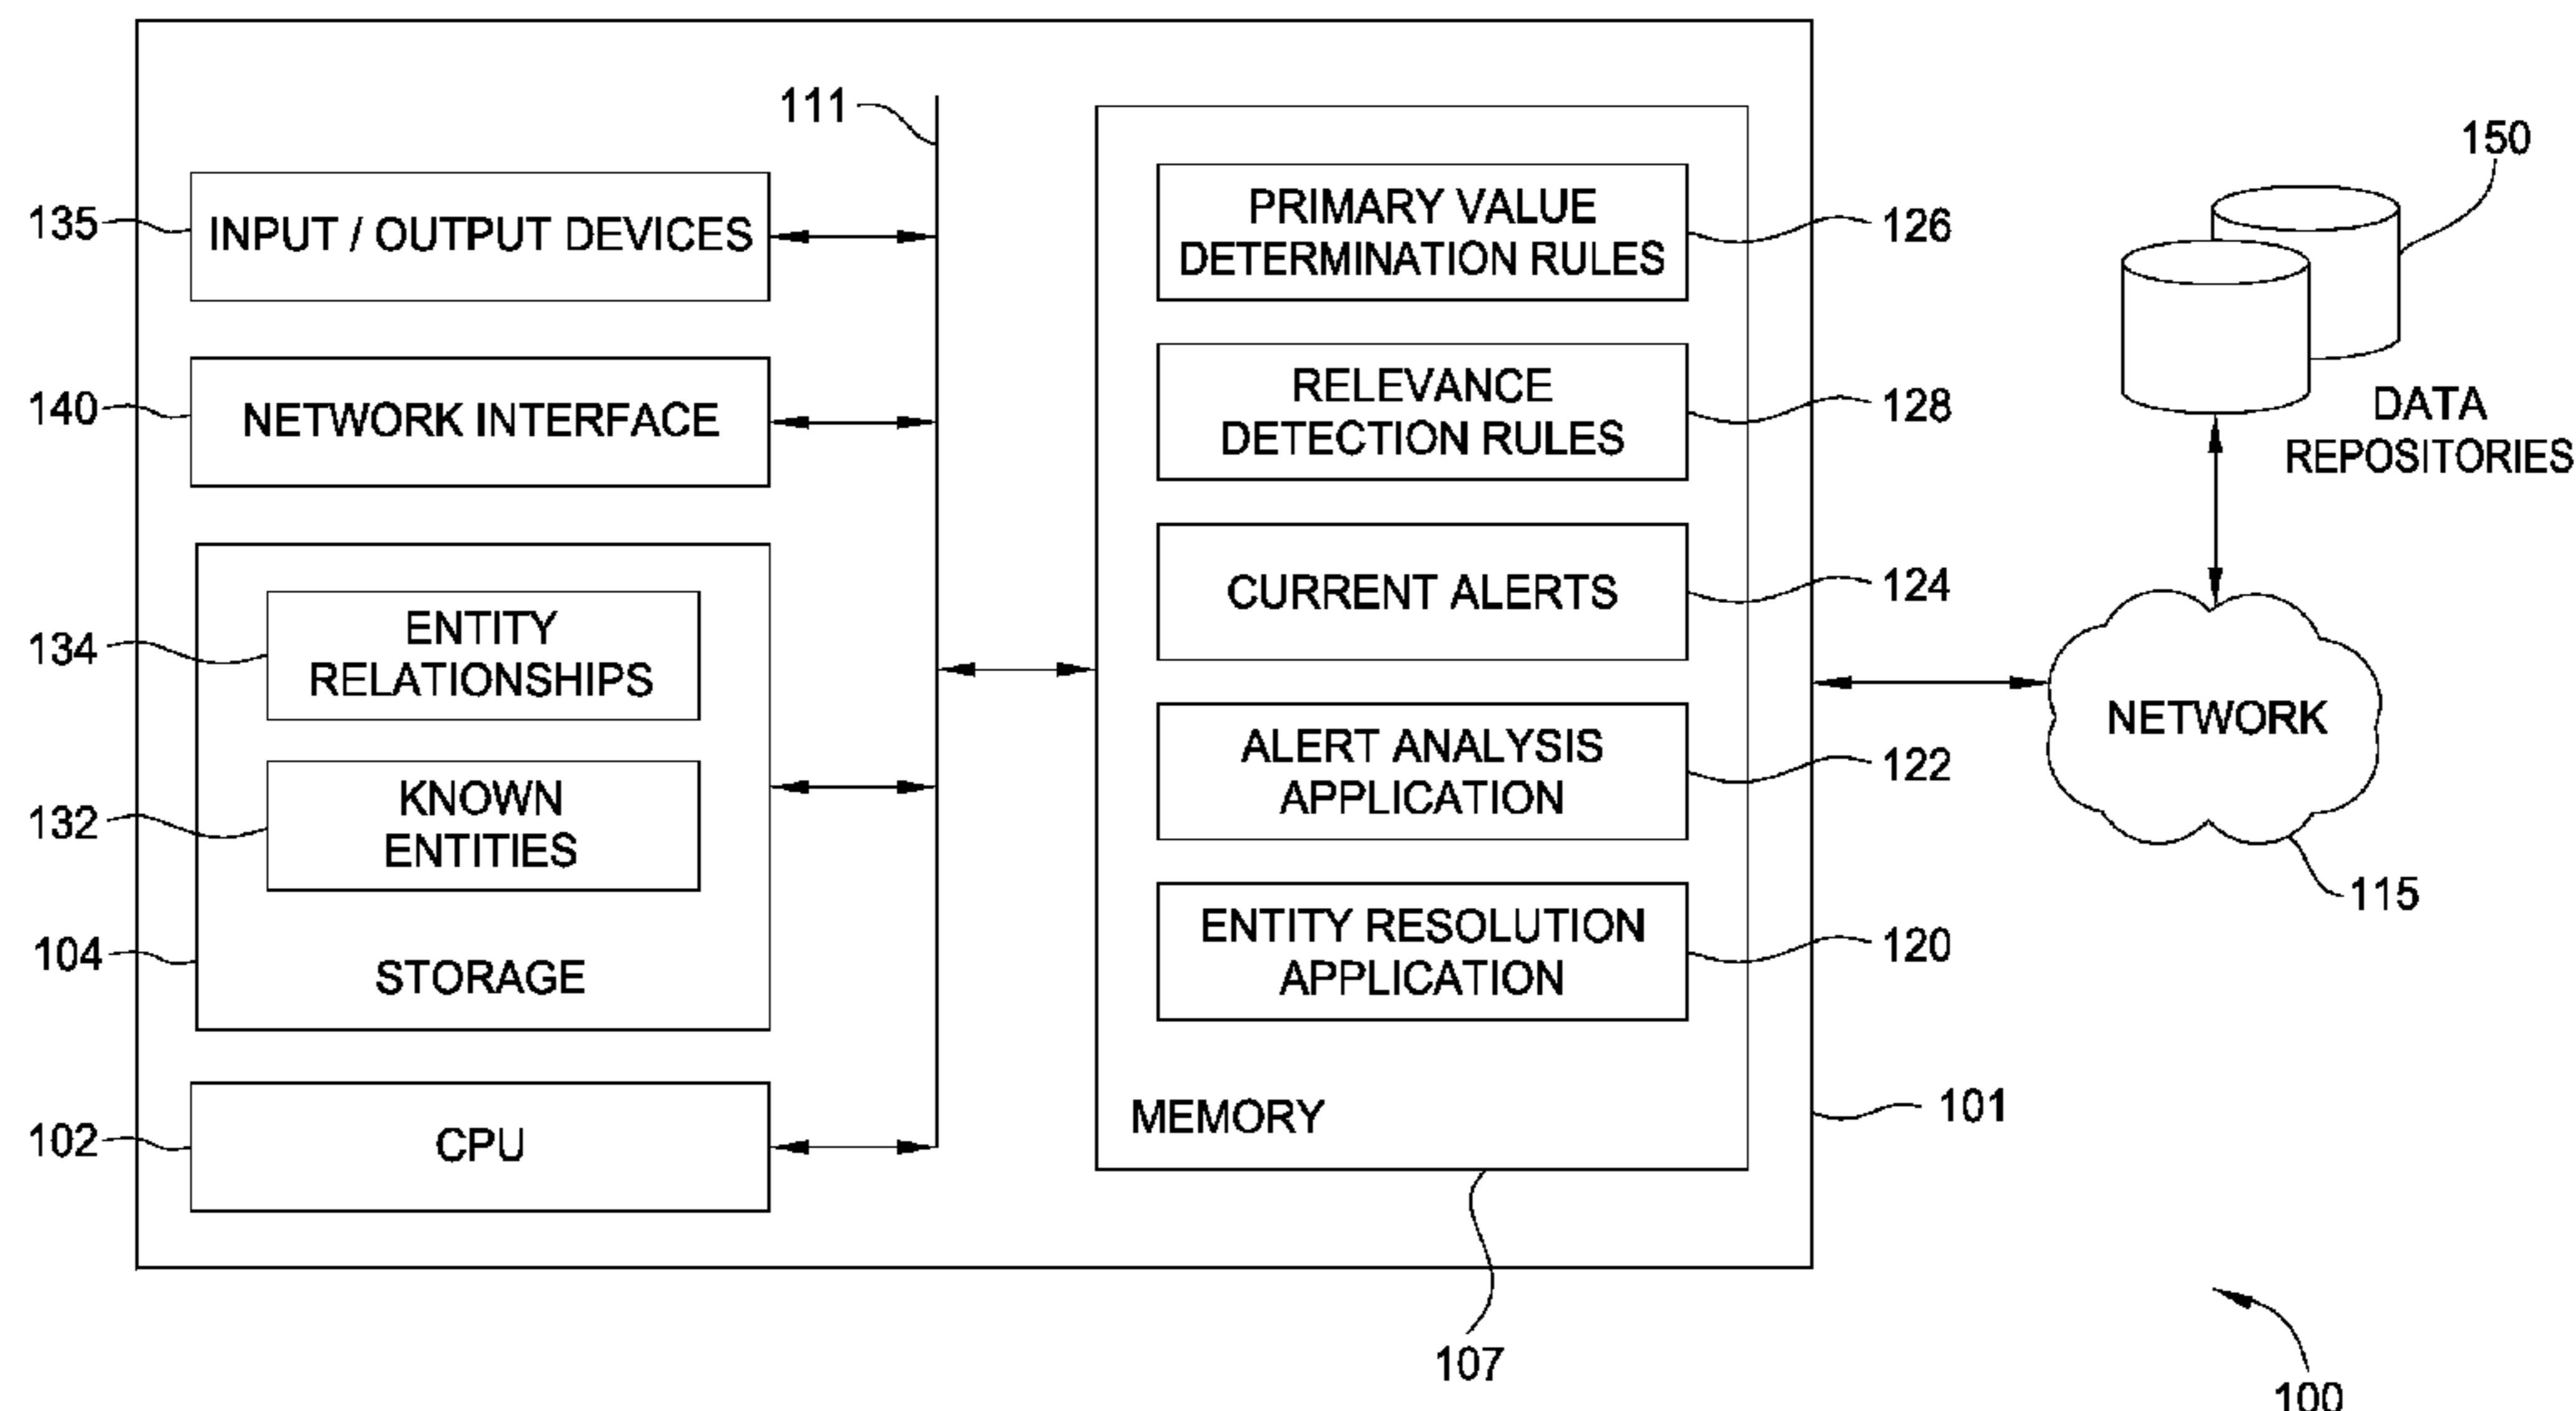 111
135
INPUT / OUTPUT DEVICES
140
NETWORK INTERFACE
134
ENTITY
RELATIONSHIPS
132
KNOWN
ENTITIES
104
STORAGE
102
CPU
PRIMARY VALUE
DETERMINATION RULES
126
RELEVANCE
DETECTION RULES
128
CURRENT ALERTS
124
ALERT ANALYSIS
APPLICATION
122
ENTITY RESOLUTION
APPLICATION
120
MEMORY
101
107
150
DATA
REPOSITORIES
NETWORK
115
100